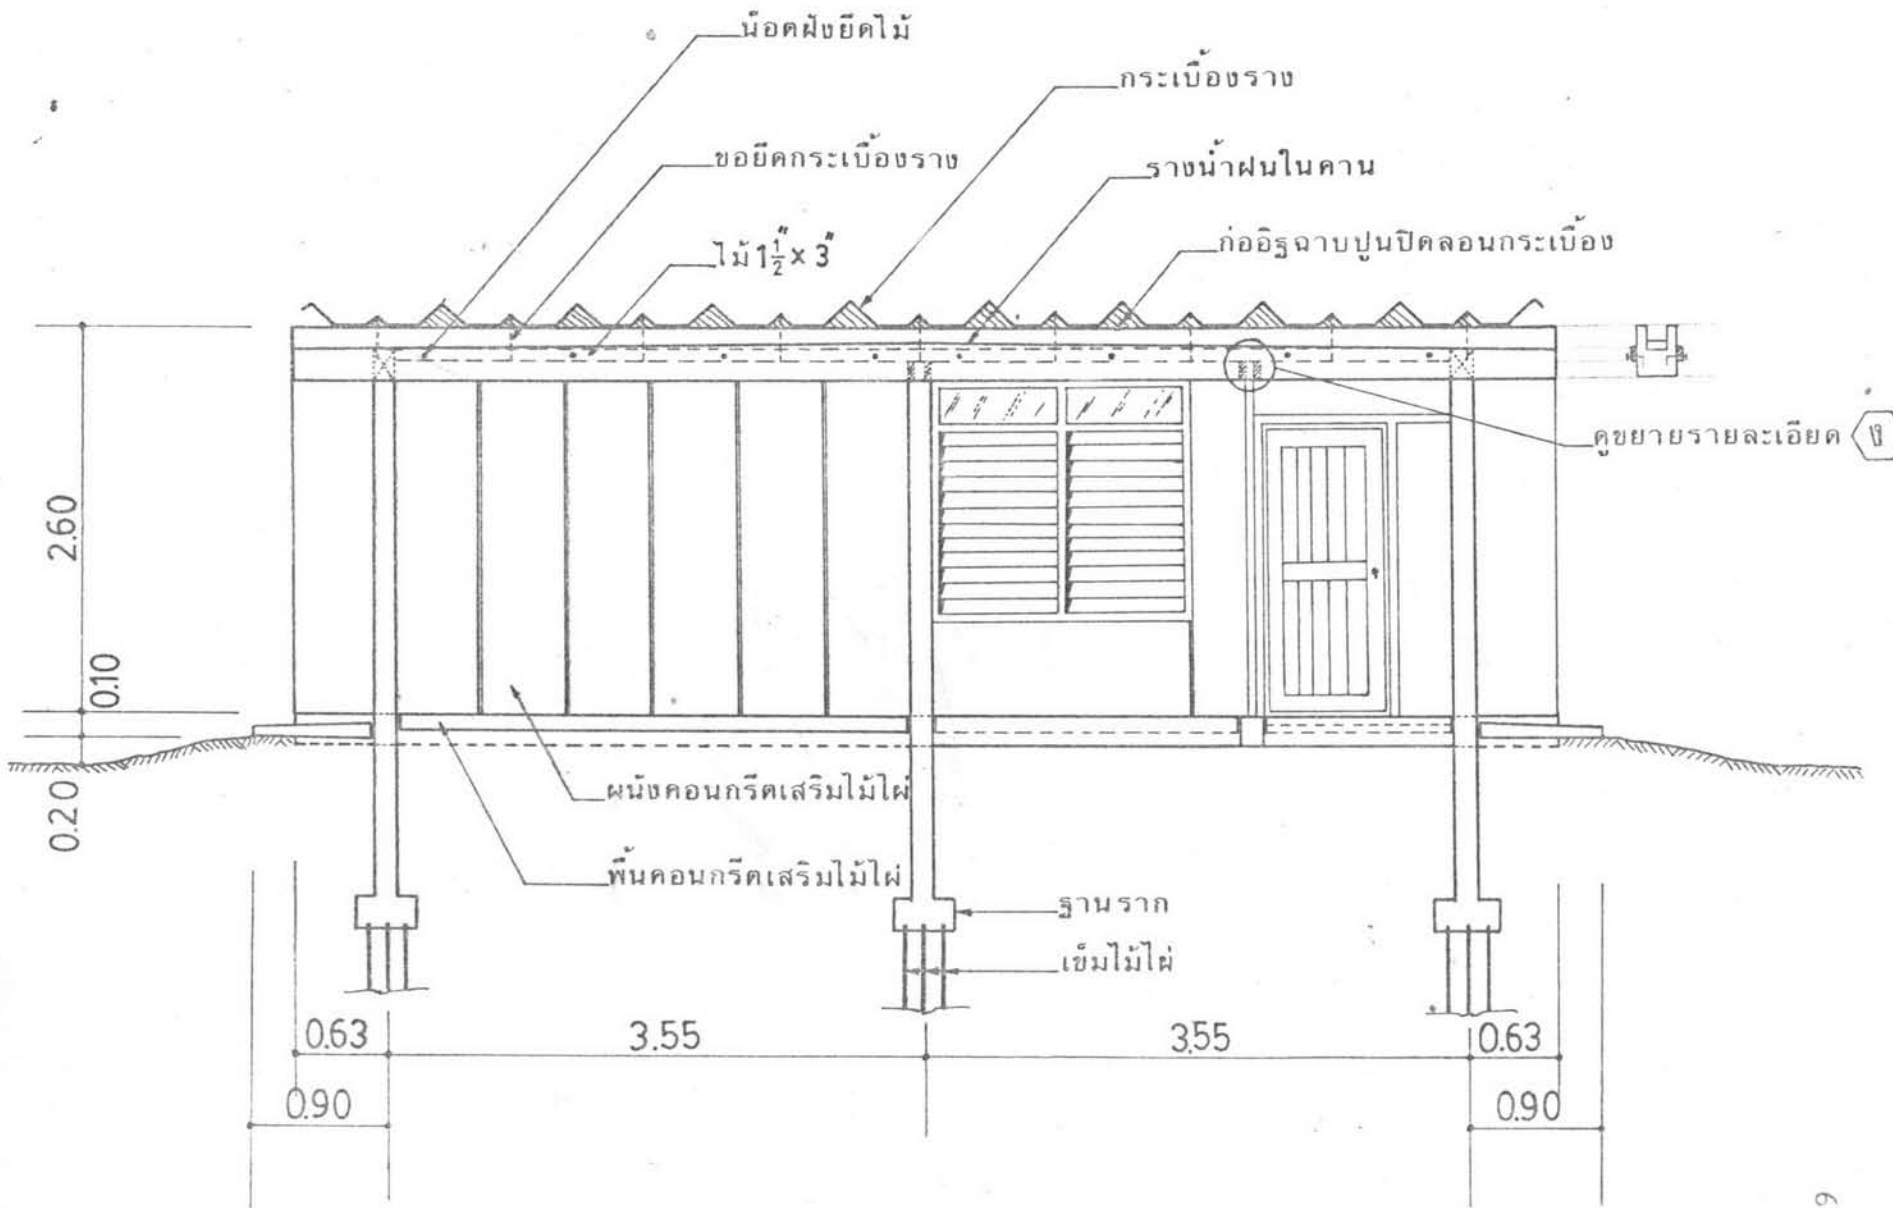 น็อตฝังยึดไม้
กระเบื้องราง
ขอยึดกระเบื้องราง
รางน้ำฝนในคาน
ไม้ 1½" × 3"
ก่ออิฐฉาบปูนปิดลอนกระเบื้อง
ดูขยายรายละเอียด
2.60
0.10
0.20
ผนังคอนกรีตเสริมไม้ไผ่
พื้นคอนกรีตเสริมไม้ไผ่
ฐานราก
เข็มไม้ไผ่
0.63 3.55 3.55 0.63
0.90 0.90